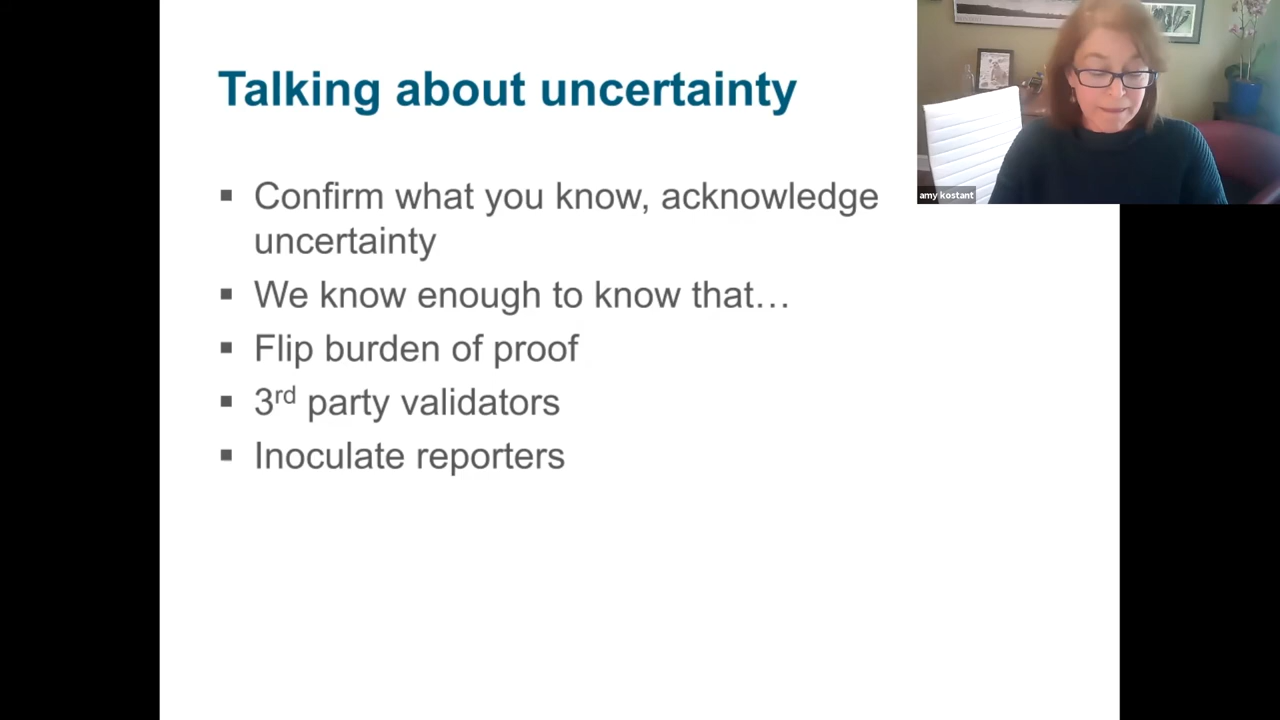 Talking about uncertainty
▪ Confirm what you know, acknowledge
uncertainty
▪ We know enough to know that…
▪ Flip burden of proof
▪ 3rd party validators
▪ Inoculate reporters
amy kostant